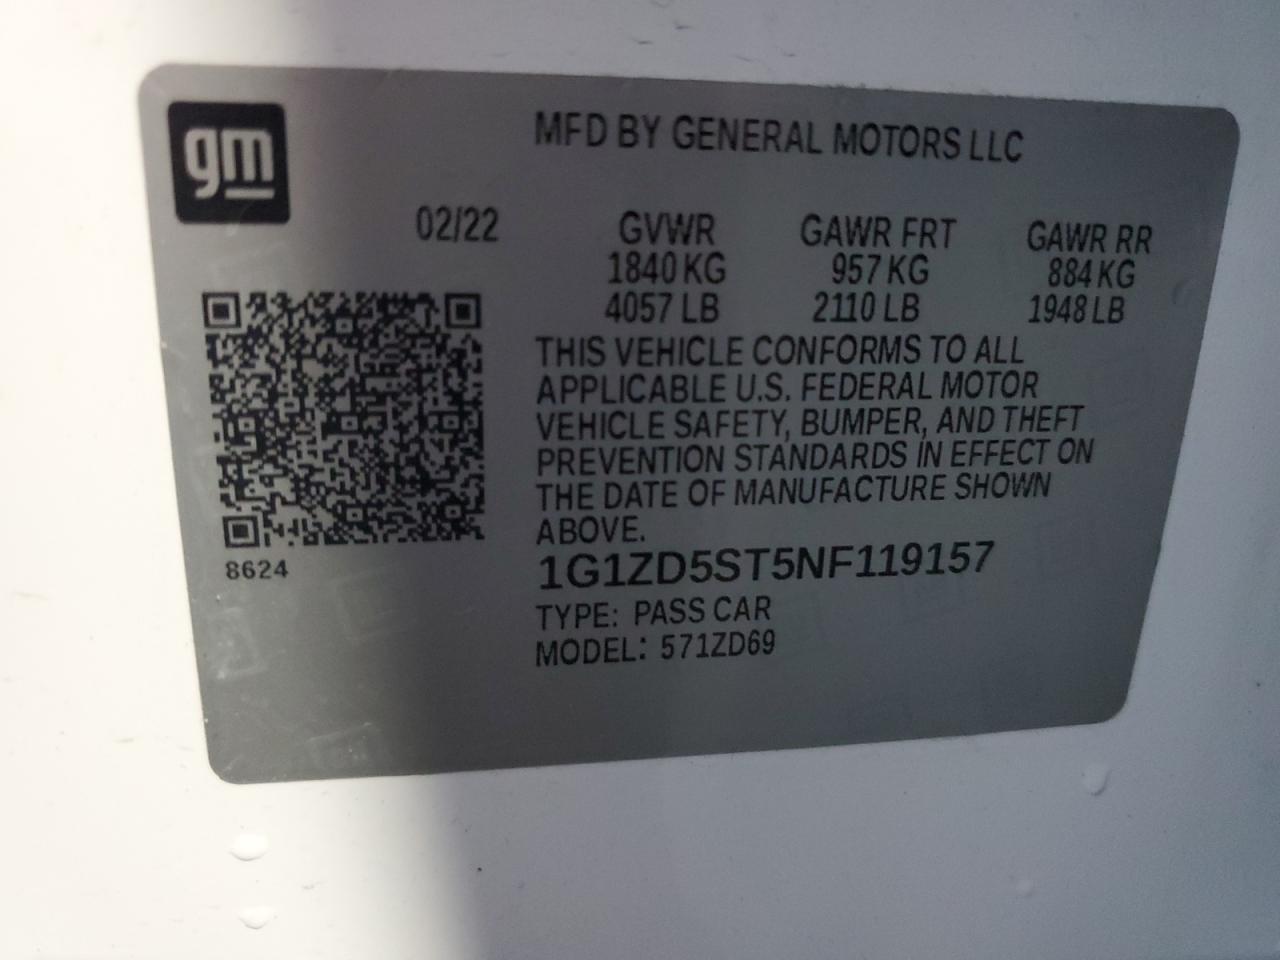 gm
MFD BY GENERAL MOTORS LLC
02/22 GVWR GAWR FRT GAWR RR
1840 KG 957 KG 884 KG
4057 LB 2110 LB 1948 LB
THIS VEHICLE CONFORMS TO ALL
APPLICABLE U.S. FEDERAL MOTOR
VEHICLE SAFETY, BUMPER, AND THEFT
PREVENTION STANDARDS IN EFFECT ON
THE DATE OF MANUFACTURE SHOWN
ABOVE.
8624
1G1ZD5ST5NF119157
TYPE: PASS CAR
MODEL: 571ZD69